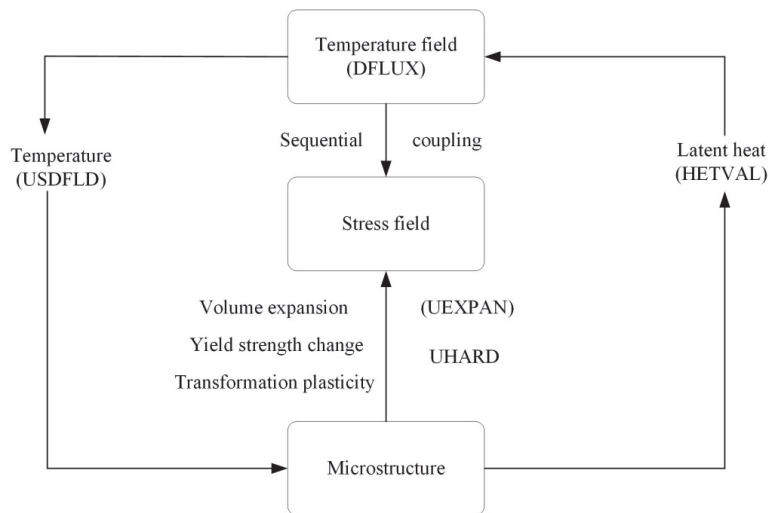 Temperature field
(DFLUX)
Sequential coupling
Temperature
(USDFLD)
Latent heat
(HETVAL)
Stress field
Volume expansion (UEXPAN)
Yield strength change
UHARD
Transformation plasticity
Microstructure